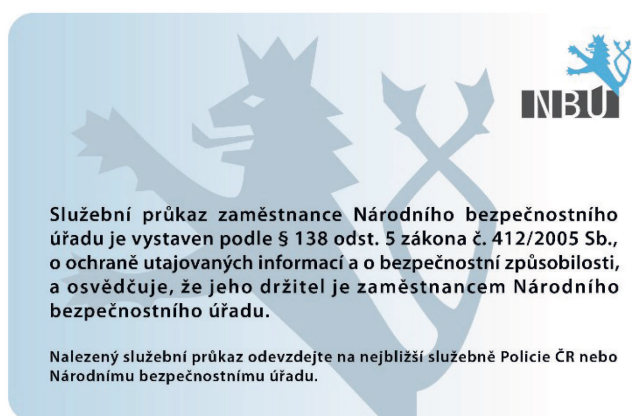 NBÚ
Služební průkaz zaměstnance Národního bezpečnostního
úřadu je vystaven podle § 138 odst. 5 zákona č. 412/2005 Sb.,
o ochraně utajovaných informací a o bezpečnostní způsobilosti,
a osvědčuje, že jeho držitel je zaměstnancem Národního
bezpečnostního úřadu.
Nalezený služební průkaz odevzdejte na nejbližší služebně Policie ČR nebo
Národnímu bezpečnostnímu úřadu.